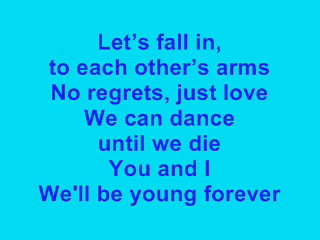 Let’s fall in,
to each other’s arms
No regrets, just love
We can dance
until we die
You and I
We'll be young forever